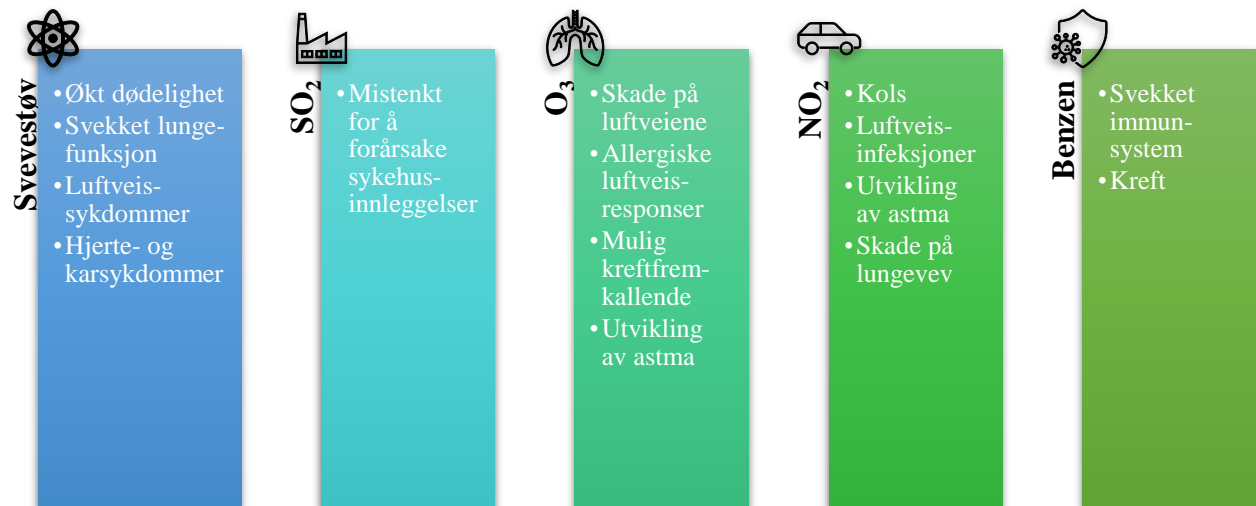 Svevestøv
•Økt dødelighet
•Svekket lunge-
funksjon
•Luftveis-
sykdommer
•Hjerte- og
karsykdommer
SO₂
•Mistenkt
for å
forårsake
sykehus-
innleggelser
O₃
•Skade på
luftveiene
•Allergiske
luftveis-
responser
•Mulig
kreftfrem-
kallende
•Utvikling
av astma
NO₂
•Kols
•Luftveis-
infeksjoner
•Utvikling
av astma
•Skade på
lungevev
Benzen
•Svekket
immun-
system
•Kreft